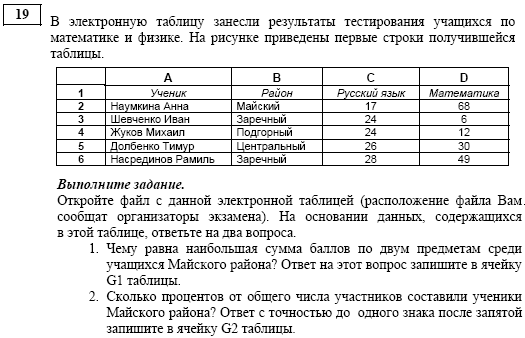 19
В электронную таблицу занесли результаты тестирования учащихся по
математике и физике. На рисунке приведены первые строки получившейся
таблицы.
A B C D
1 Ученик Район Русский язык Математика
2 Наумкина Анна Майский 17 68
3 Шевченко Иван Заречный 24 6
4 Жуков Михаил Подгорный 24 12
5 Долбенко Тимур Центральный 26 30
6 Насрединов Рамиль Заречный 28 49
Выполните задание.
Откройте файл с данной электронной таблицей (расположение файла Вам
сообщат организаторы экзамена). На основании данных, содержащихся
в этой таблице, ответьте на два вопроса.
1. Чему равна наибольшая сумма баллов по двум предметам среди
учащихся Майского района? Ответ на этот вопрос запишите в ячейку
G1 таблицы.
2. Сколько процентов от общего числа участников составили ученики
Майского района? Ответ с точностью до одного знака после запятой
запишите в ячейку G2 таблицы.